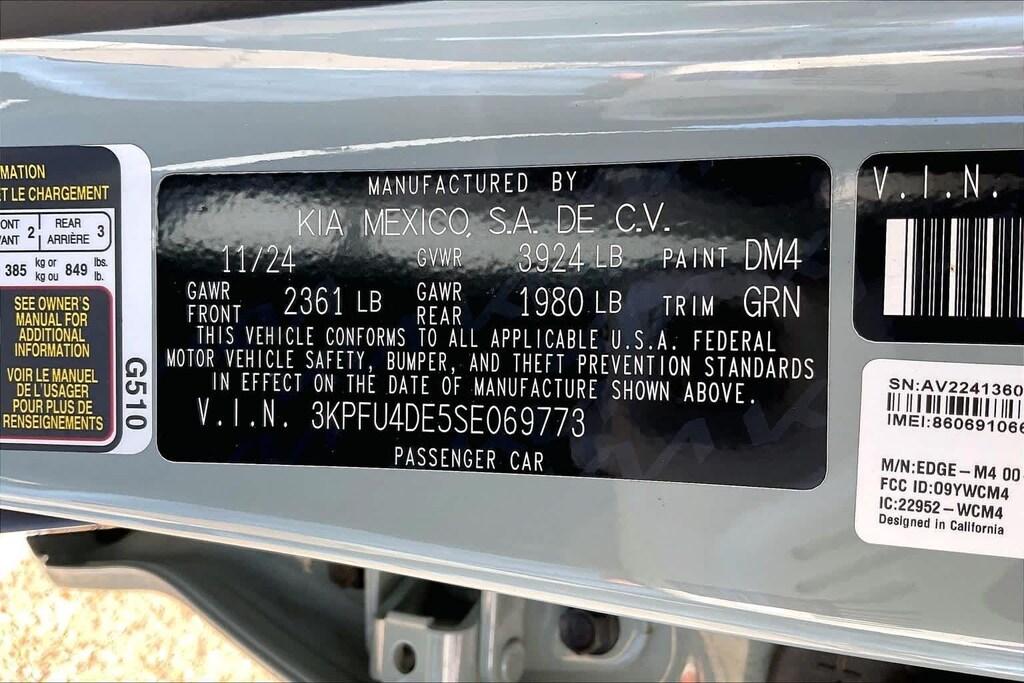 MATION
ET LE CHARGEMENT
ONT
VANT 2
REAR
ARRIÈRE 3
385 kg or
kg ou 849 lbs.
lb.
SEE OWNER'S
MANUAL FOR
ADDITIONAL
INFORMATION
VOIR LE MANUEL
DE L'USAGER
POUR PLUS DE
RENSEIGNEMENTS
G510
MANUFACTURED BY
KIA MEXICO, S.A. DE C.V.
11/24 GVWR 3924 LB PAINT DM4
GAWR
FRONT 2361 LB GAWR
REAR 1980 LB TRIM GRN
THIS VEHICLE CONFORMS TO ALL APPLICABLE U.S.A. FEDERAL
MOTOR VEHICLE SAFETY, BUMPER, AND THEFT PREVENTION STANDARDS
IN EFFECT ON THE DATE OF MANUFACTURE SHOWN ABOVE.
V.I.N. 3KPFU4DE5SE069773
PASSENGER CAR
V.I.N.
SN:AV2241360
IMEI:860691066
M/N:EDGE-M4 00
FCC ID:09YWCM4
IC:22952-WCM4
Designed in California